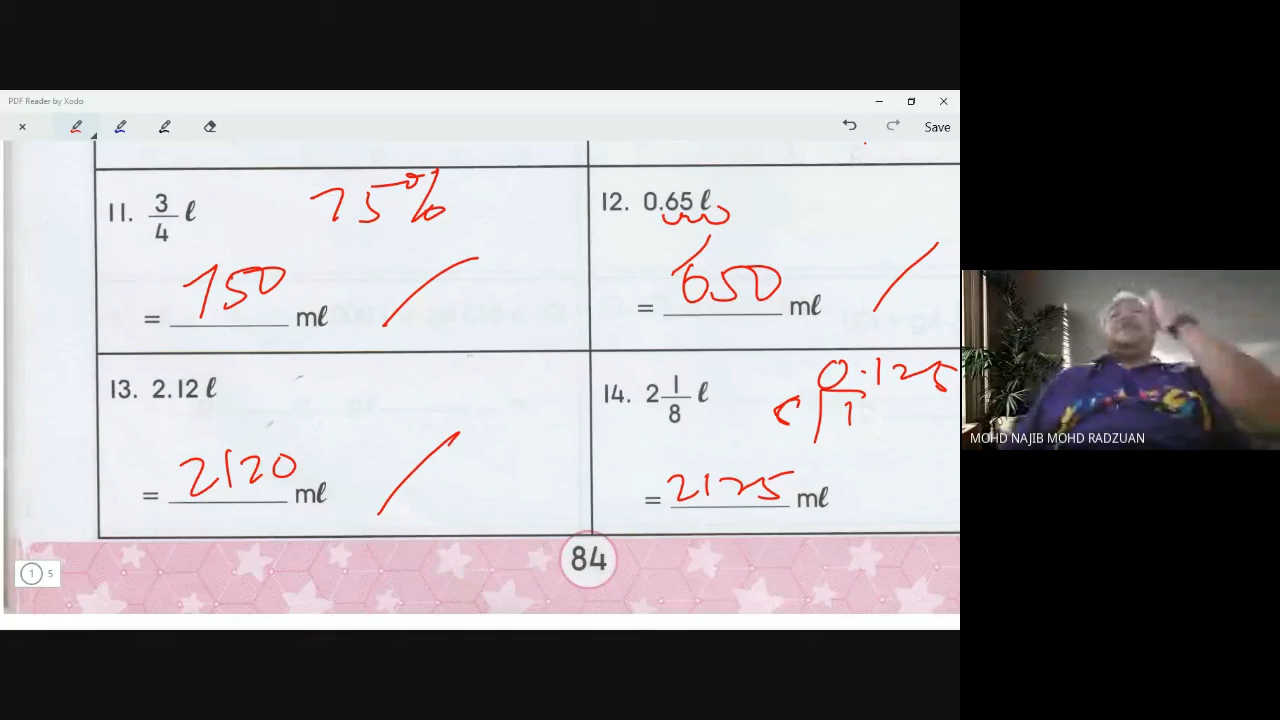 PDF Reader by Xodo
Save
11. 3/4 ℓ
75%
= 750 mℓ
12. 0.65 ℓ
= 650 mℓ
13. 2.12 ℓ
= 2120 mℓ
14. 2 1/8 ℓ
0.125
8 1
= 2125 mℓ
84
1 5
MOHD NAJIB MOHD RADZUAN